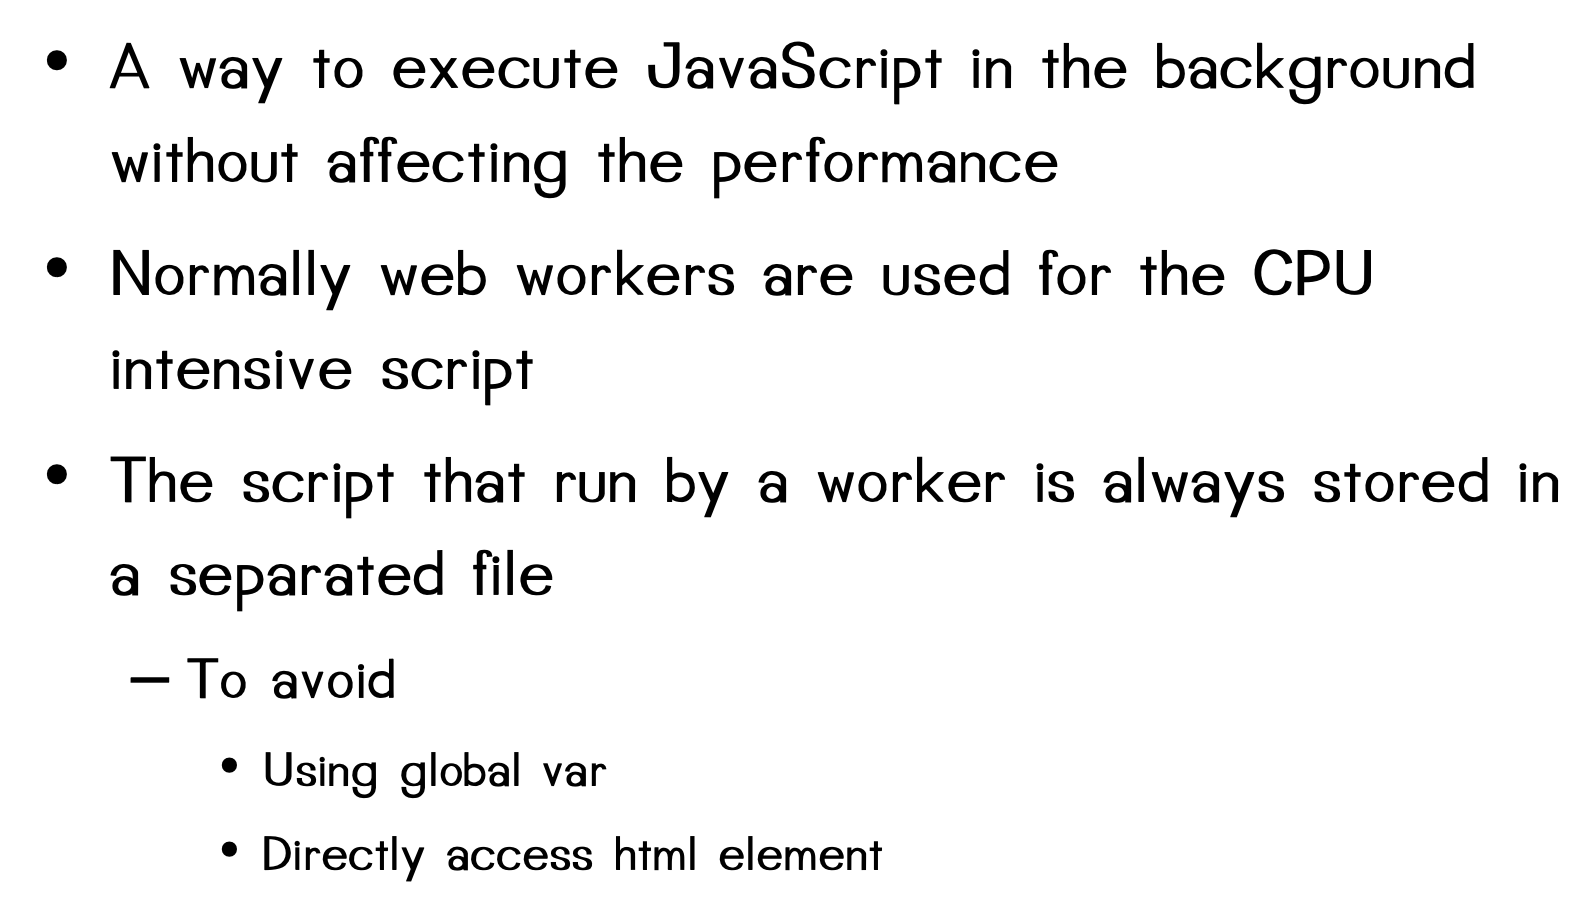 • A way to execute JavaScript in the background
without affecting the performance
• Normally web workers are used for the CPU
intensive script
• The script that run by a worker is always stored in
a separated file
– To avoid
• Using global var
• Directly access html element